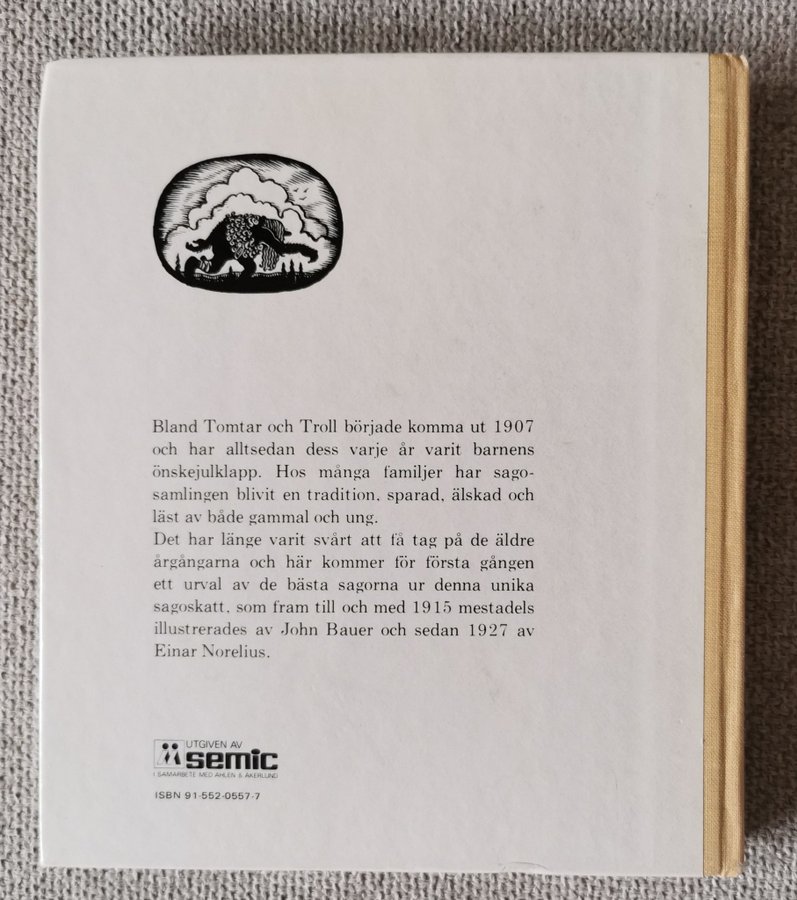 Bland Tomtar och Troll började komma ut 1907
och har alltsedan dess varje år varit barnens
önskejulklapp. Hos många familjer har sago-
samlingen blivit en tradition, sparad, älskad och
läst av både gammal och ung.
Det har länge varit svårt att få tag på de äldre
årgångarna och här kommer för första gången
ett urval av de bästa sagorna ur denna unika
sagoskatt, som fram till och med 1915 mestadels
illustrerades av John Bauer och sedan 1927 av
Einar Norelius.
UTGIVEN AV
semic
I SAMARBETE MED ÅHLEN & ÅKERLUND
ISBN 91-552-0557-7